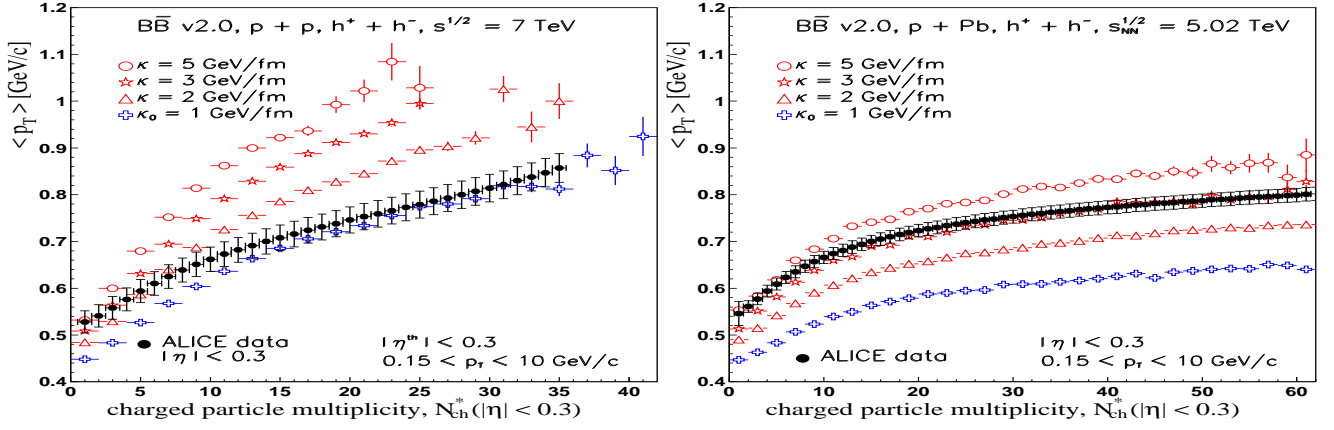 BB̄ v2.0, p + p, h⁺ + h⁻, s^1/2 = 7 TeV
κ = 5 GeV/fm
κ = 3 GeV/fm
κ = 2 GeV/fm
κ₀ = 1 GeV/fm
< p_T > [GeV/c]
1.2
1.1
1
0.9
0.8
0.7
0.6
0.5
0.4
ALICE data
|η| < 0.3
|η^th| < 0.3
0.15 < p_T < 10 GeV/c
0 5 10 15 20 25 30 35 40
charged particle multiplicity, N*_ch(|η| < 0.3)
BB̄ v2.0, p + Pb, h⁺ + h⁻, s_NN^1/2 = 5.02 TeV
κ = 5 GeV/fm
κ = 3 GeV/fm
κ = 2 GeV/fm
κ₀ = 1 GeV/fm
< p_T > [GeV/c]
1.2
1.1
1
0.9
0.8
0.7
0.6
0.5
0.4
ALICE data
|η| < 0.3
0.15 < p_T < 10 GeV/c
0 10 20 30 40 50 60
charged particle multiplicity, N*_ch(|η| < 0.3)